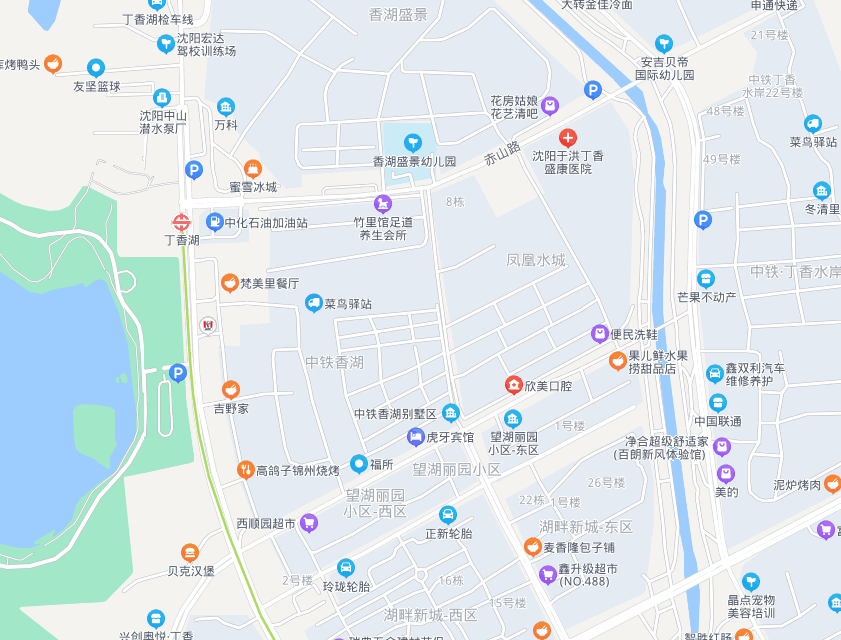 大转金佳冷面
申通快递
香湖盛景
丁香湖检车线
21号楼
沈阳宏达
驾校训练场
安吉贝帝
国际幼儿园
库烤鸭头
友坚篮球
中铁丁香
水岸22号楼
花房姑娘
花艺清吧
48号楼
沈阳中山
潜水泵厂
万科
菜鸟驿站
赤山路
香湖盛景幼儿园
沈阳于洪丁香
盛康医院
49号楼
蜜雪冰城
8栋
冬清里
中化石油加油站
竹里馆足道
养生会所
丁香湖
凤凰水城
中铁·丁香水岸
梵美里餐厅
芒果不动产
菜鸟驿站
便民洗鞋
中铁香湖
果儿鲜水果
捞甜品店
鑫双利汽车
维修养护
欣美口腔
吉野家
中铁香湖别墅区
中国联通
1号楼
虎牙宾馆
望湖丽园
小区-东区
净合超级舒适家
(百朗新风体验馆)
高鸽子锦州烧烤
福所
望湖丽园小区
26号楼
美的
泥炉烤肉
望湖丽园
小区-西区
22栋
1号楼
西顺园超市
正新轮胎
湖畔新城-东区
麦香隆包子铺
贝克汉堡
鑫升级超市
(NO.488)
2号楼
玲珑轮胎
16栋
晶点宠物
美容培训
15号楼
湖畔新城-西区
兴创奥悦·丁香
智胜红肠